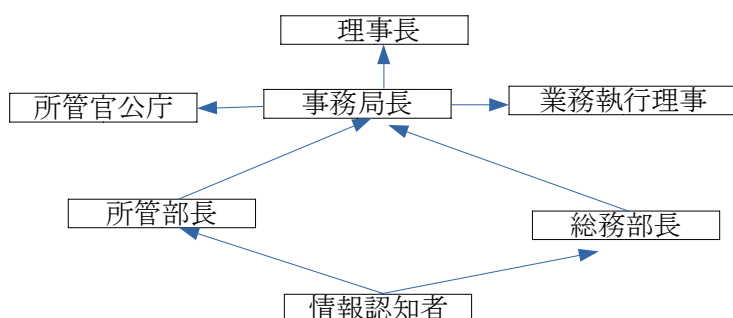 理事長
所管官公庁
事務局長
業務執行理事
所管部長
総務部長
情報認知者